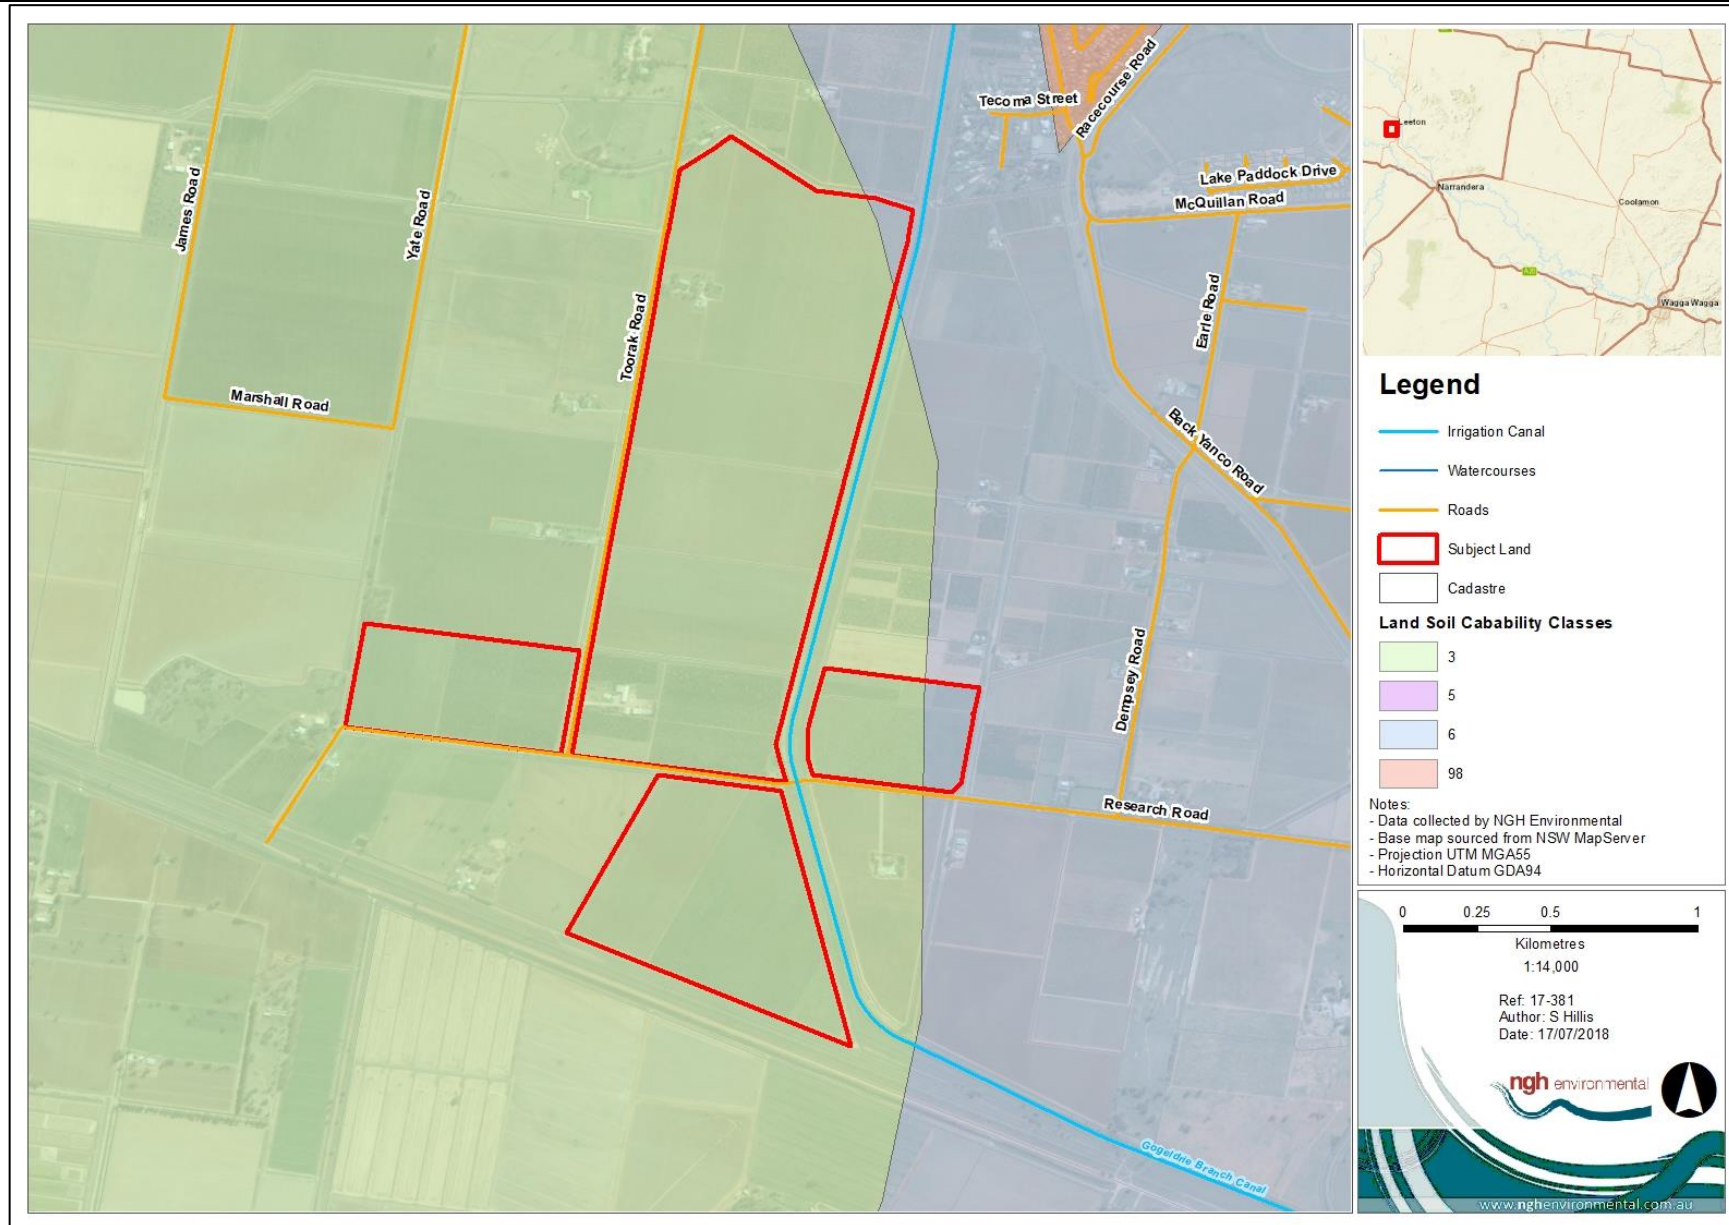 Tecoma Street
Racecourse Road
Lake Paddock Drive
McQuillan Road
James Road
Yate Road
Toorak Road
Earle Road
Marshall Road
Back Yanco Road
Dempsey Road
Research Road
Gogeldrie Branch Canal
Leeton
Narrandera
Coolamon
Wagga Wagga
Legend
Irrigation Canal
Watercourses
Roads
Subject Land
Cadastre
Land Soil Cabability Classes
3
5
6
98
Notes:
- Data collected by NGH Environmental
- Base map sourced from NSW MapServer
- Projection UTM MGA55
- Horizontal Datum GDA94
0 0.25 0.5 1
Kilometres
1:14,000
Ref: 17-381
Author: S Hillis
Date: 17/07/2018
ngh environmental
www.nghenvironmental.com.au